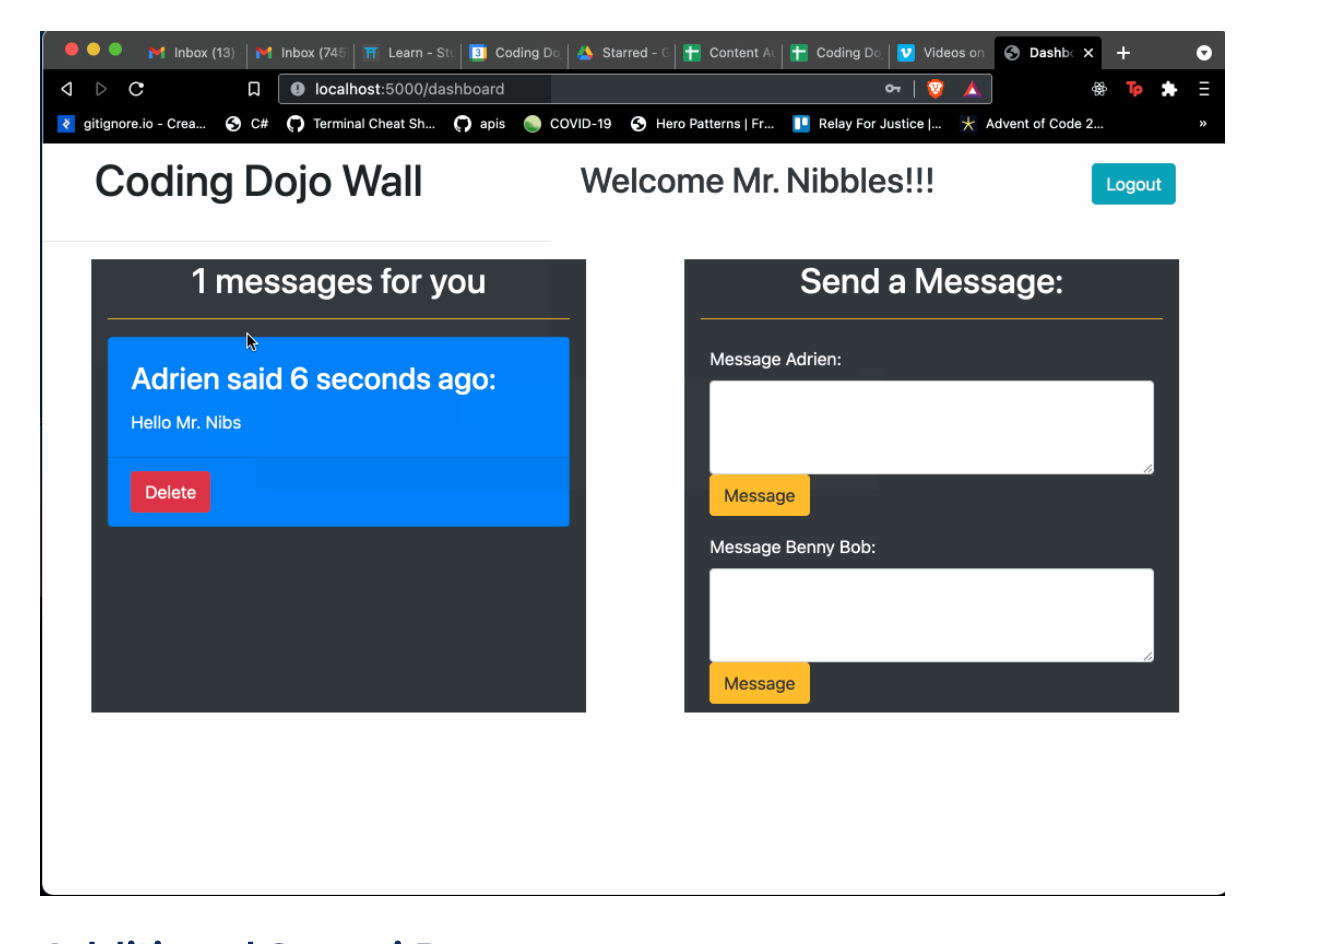 Inbox (13) Inbox (745 Learn - Stu 3 Coding Do Starred - G Content Au Coding Do Videos on Dashbo
localhost:5000/dashboard Tp
gitignore.io - Crea... C# Terminal Cheat Sh... apis COVID-19 Hero Patterns | Fr... Relay For Justice |... Advent of Code 2... »
Coding Dojo Wall Welcome Mr. Nibbles!!! Logout
1 messages for you
Adrien said 6 seconds ago:
Hello Mr. Nibs
Delete
Send a Message:
Message Adrien:
Message
Message Benny Bob:
Message